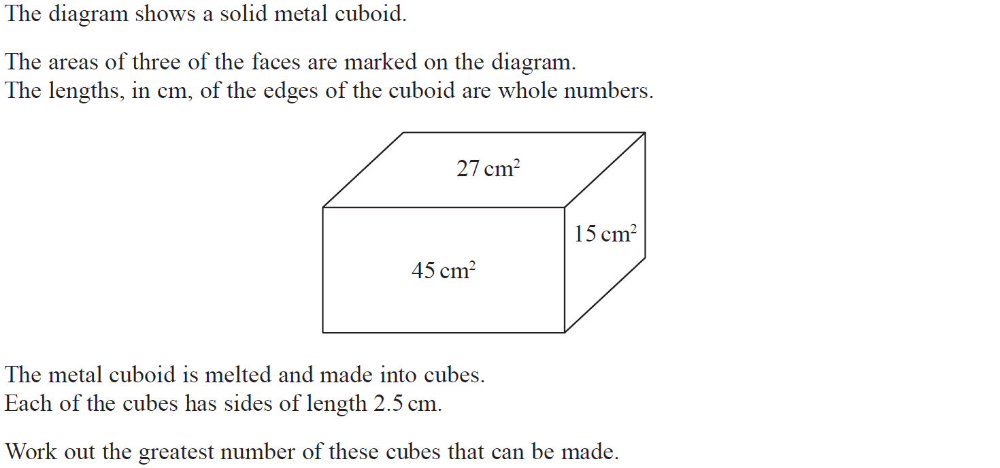 The diagram shows a solid metal cuboid.
The areas of three of the faces are marked on the diagram.
The lengths, in cm, of the edges of the cuboid are whole numbers.
27 cm²
15 cm²
45 cm²
The metal cuboid is melted and made into cubes.
Each of the cubes has sides of length 2.5 cm.
Work out the greatest number of these cubes that can be made.